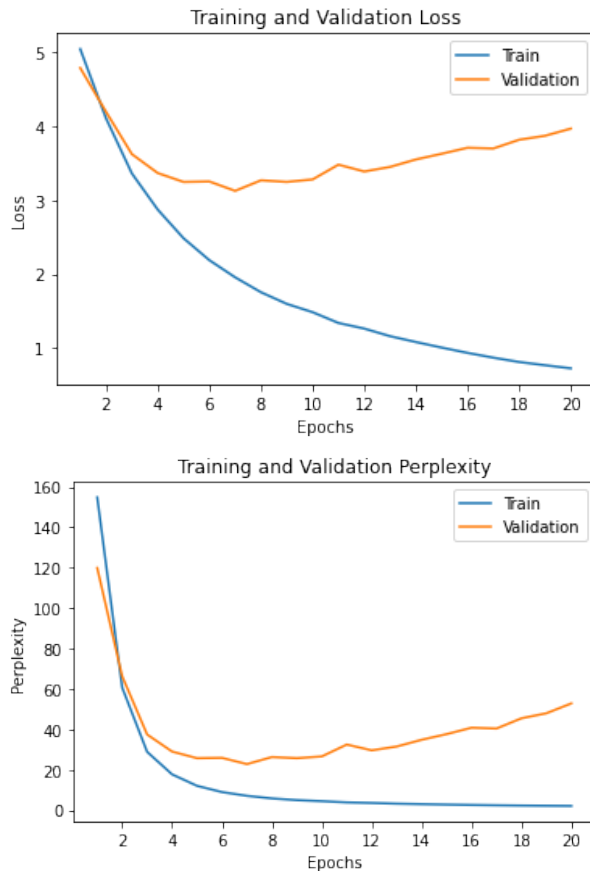 Training and Validation Loss
Train
Validation
5
4
3
2
1
Loss
2 4 6 8 10 12 14 16 18 20
Epochs
Training and Validation Perplexity
Train
Validation
160
140
120
100
80
60
40
20
0
Perplexity
2 4 6 8 10 12 14 16 18 20
Epochs